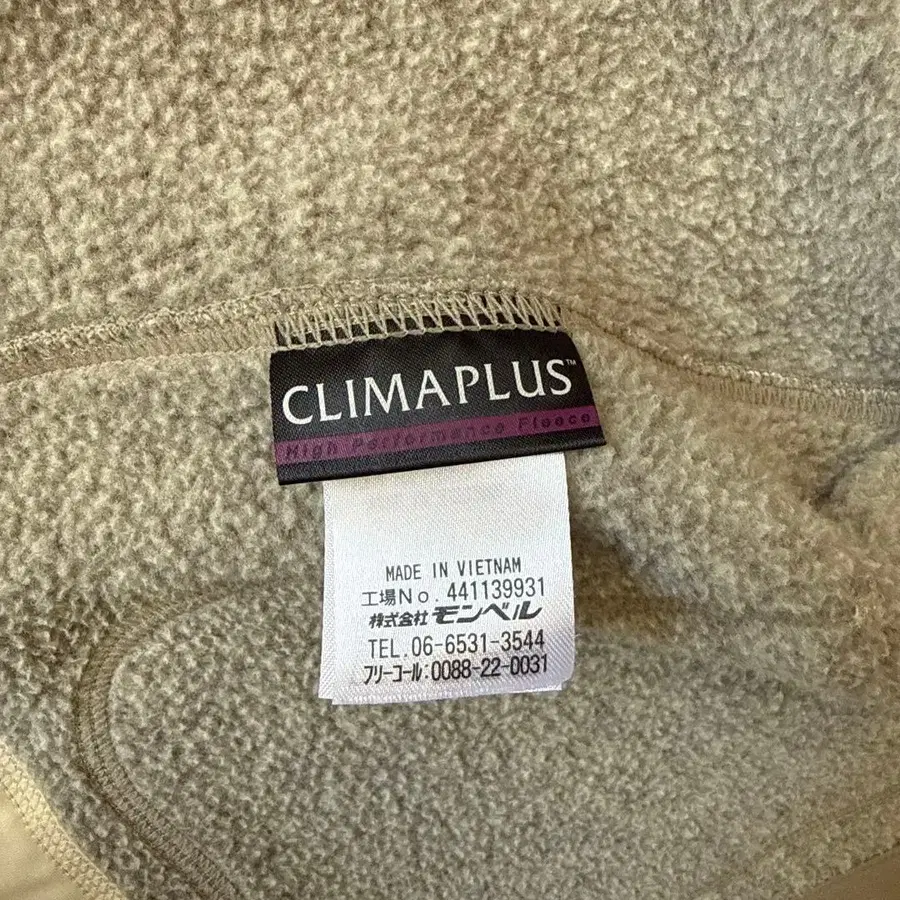 CLIMAPLUS™
High Performance Fleece
MADE IN VIETNAM
工場No. 441139931
株式会社モンベル
TEL.06-6531-3544
フリーコール:0088-22-0031